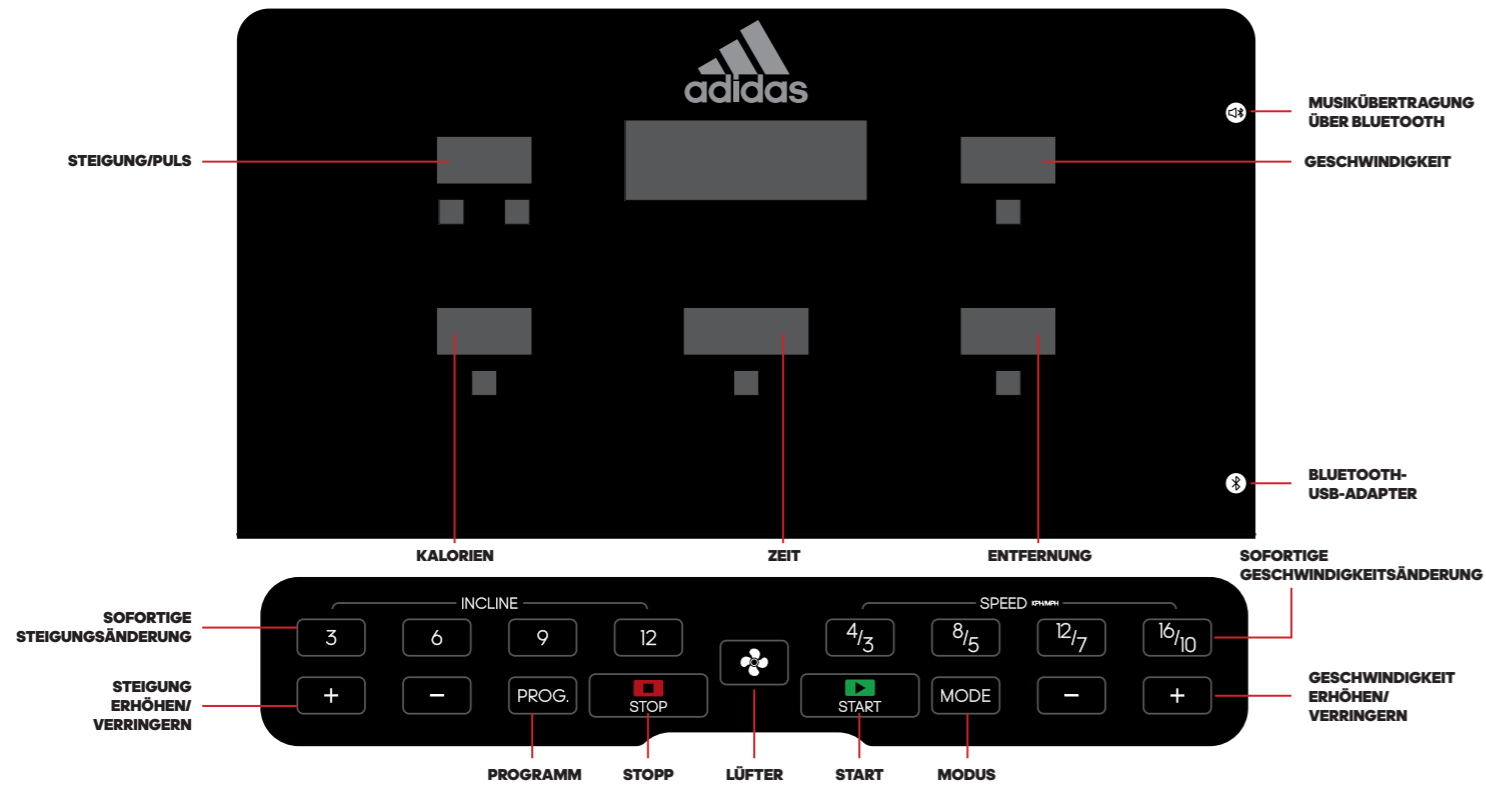 adidas
MUSIKÜBERTRAGUNG
ÜBER BLUETOOTH
STEIGUNG/PULS
GESCHWINDIGKEIT
BLUETOOTH-
USB-ADAPTER
KALORIEN
ZEIT
ENTFERNUNG
SOFORTIGE
GESCHWINDIGKEITSÄNDERUNG
SOFORTIGE
STEIGUNGSÄNDERUNG
INCLINE
SPEED KPH/MPH
3 6 9 12 4/3 8/5 12/7 16/10
STEIGUNG
ERHÖHEN/
VERRINGERN
+ − PROG. STOP START MODE − +
GESCHWINDIGKEIT
ERHÖHEN/
VERRINGERN
PROGRAMM
STOPP
LÜFTER
START
MODUS